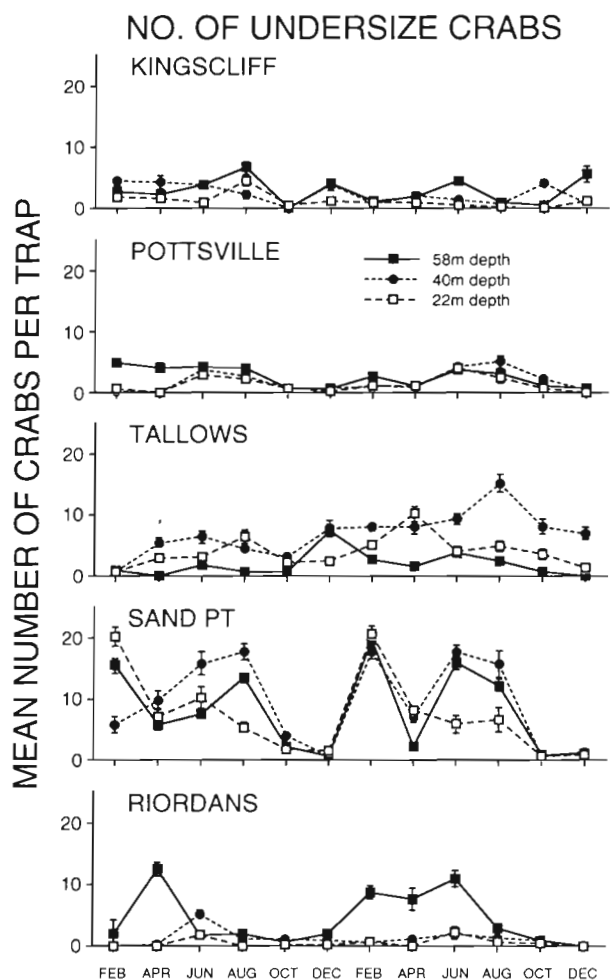 NO. OF UNDERSIZE CRABS
MEAN NUMBER OF CRABS PER TRAP
KINGSCLIFF
20
10
0
POTTSVILLE
58m depth
40m depth
22m depth
20
10
0
TALLOWS
20
10
0
SAND PT
20
10
0
RIORDANS
20
10
0
FEB APR JUN AUG OCT DEC FEB APR JUN AUG OCT DEC